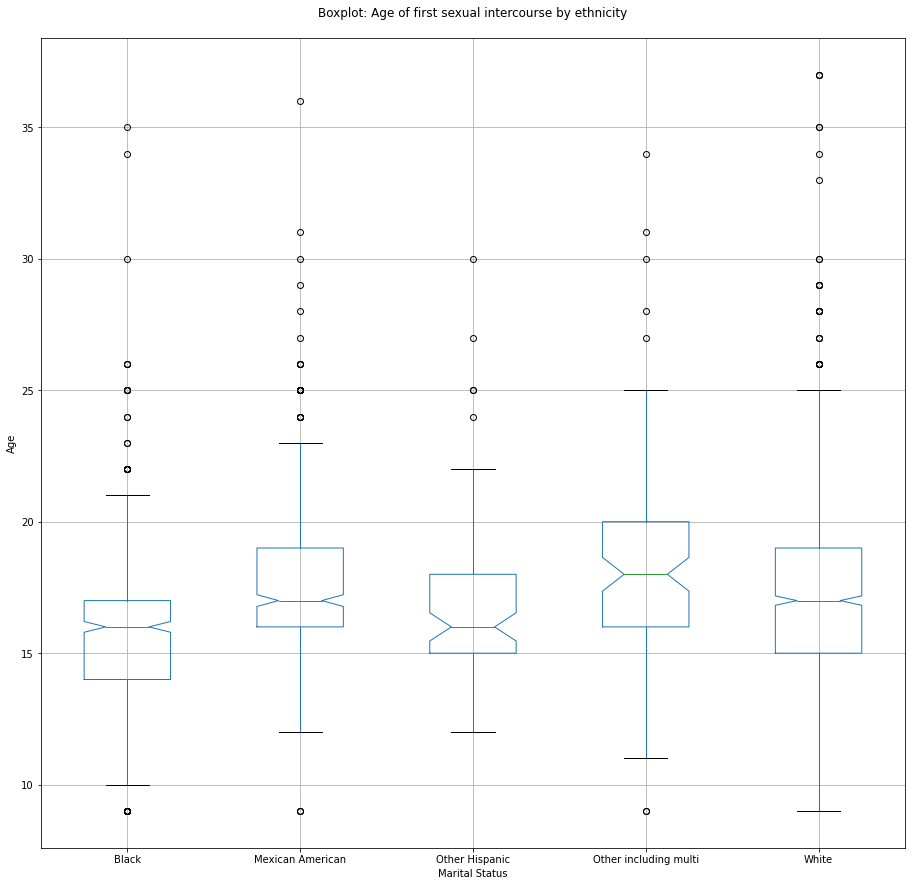 Boxplot: Age of first sexual intercourse by ethnicity
35
30
25
20
15
10
Age
Black
Mexican American
Other Hispanic
Other including multi
White
Marital Status